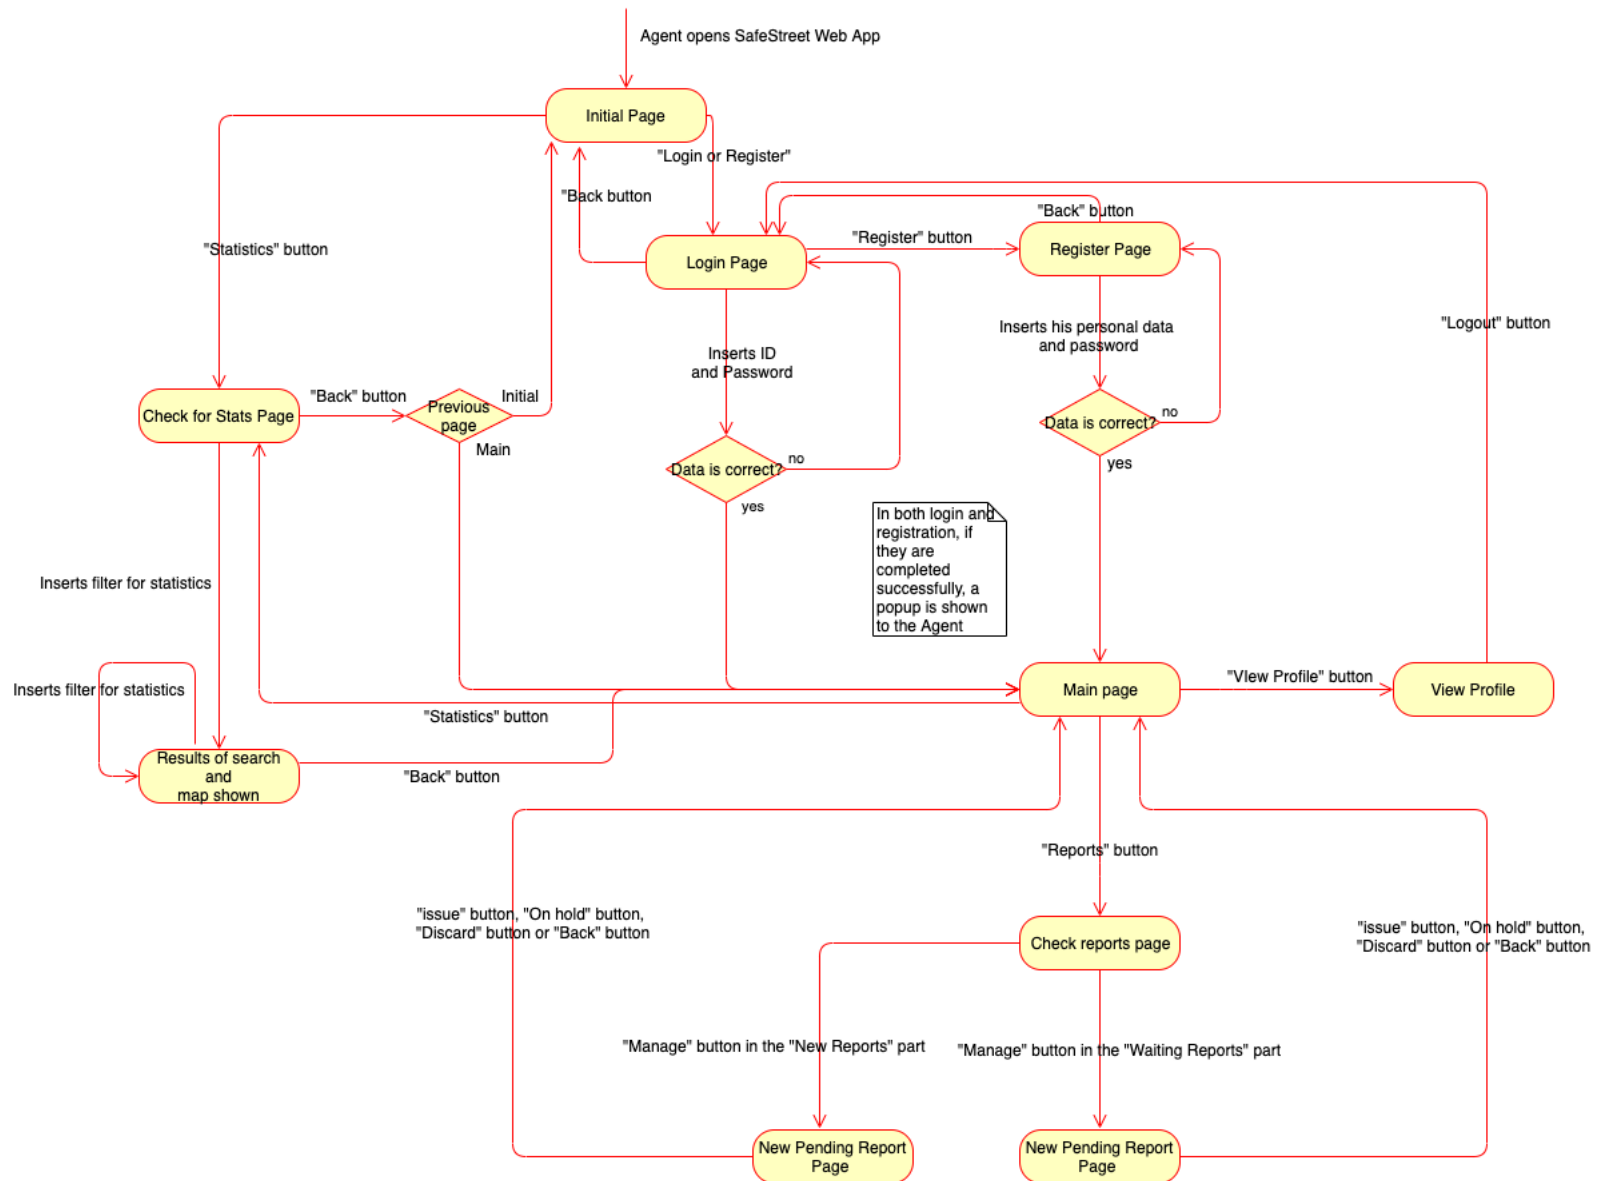 Agent opens SafeStreet Web App
Initial Page
"Login or Register"
"Back button
"Back" button
"Statistics" button
"Register" button
Register Page
Login Page
"Logout" button
Inserts his personal data
and password
Inserts ID
and Password
"Back" button
Initial
Check for Stats Page
Previous
page
Main
Data is correct?
no
yes
Data is correct?
no
yes
In both login and
registration, if
they are
completed
successfully, a
popup is shown
to the Agent
Inserts filter for statistics
Inserts filter for statistics
Main page
"VIew Profile" button
View Profile
"Statistics" button
Results of search
and
map shown
"Back" button
"Reports" button
"issue" button, "On hold" button,
"Discard" button or "Back" button
"issue" button, "On hold" button,
"Discard" button or "Back" button
Check reports page
"Manage" button in the "New Reports" part
"Manage" button in the "Waiting Reports" part
New Pending Report
Page
New Pending Report
Page